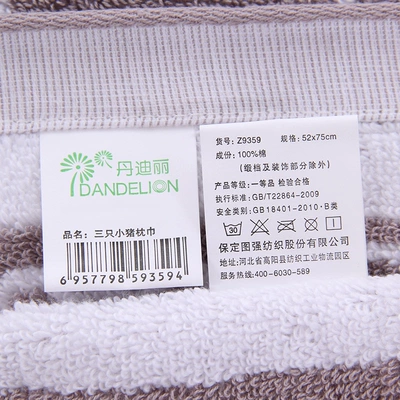 丹迪丽
DANDELION
品名：三只小猪枕巾
6 957798 593594 >
货号：Z9359 规格：52x75cm
成份：100%棉
（缎档及装饰部分除外）
产品等级：一等品 检验合格
执行标准：GB/T22864-2009
安全类别：GB18401-2010·B类
30
保定图强纺织股份有限公司
地址：河北省高阳县纺织工业物流园区
服务热线：400-6030-589